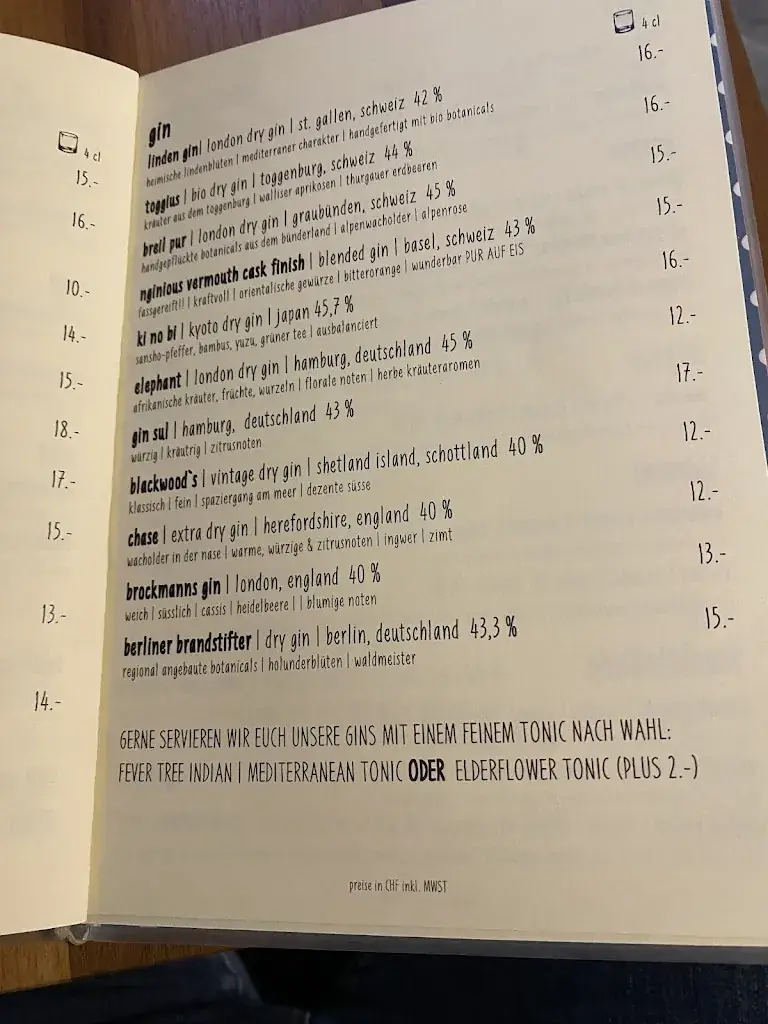 4 cl
15.-
16.-
10.-
14.-
15.-
18.-
17.-
15.-
13.-
14.-
4 cl
gin
linden gin| london dry gin | st. gallen, schweiz 42 % 16.-
heimische lindenblüten | mediterraner charakter | handgefertigt mit bio botanicals
toggius | bio dry gin | toggenburg, schweiz 44 % 16.-
kräuter aus dem toggenburg | walliser aprikosen | thurgauer erdbeeren
breil pur | london dry gin | graubünden, schweiz 45 % 15.-
handgepflückte botanicals aus dem bünderland | alpenwacholder | alpenrose
nginious vermouth cask finish | blended gin | basel, schweiz 43 % 15.-
fassgereift!! | kraftvoll | orientalische gewürze | bitterorange | wunderbar PUR AUF EIS
ki no bi | kyoto dry gin | japan 45,7 % 16.-
sansho-pfeffer, bambus, yuzu, grüner tee | ausbalanciert
elephant | london dry gin | hamburg, deutschland 45 % 12.-
afrikanische kräuter, früchte, wurzeln | florale noten | herbe kräuteraromen
gin sul | hamburg, deutschland 43 % 17.-
würzig | kräutrig | zitrusnoten
blackwood`s | vintage dry gin | shetland island, schottland 40 % 12.-
klassisch | fein | spaziergang am meer | dezente süsse
chase | extra dry gin | herefordshire, england 40 % 12.-
wacholder in der nase | warme, würzige & zitrusnoten | ingwer | zimt
brockmanns gin | london, england 40 % 13.-
weich | süsslich | cassis | heidelbeere | | blumige noten
berliner brandstifter | dry gin | berlin, deutschland 43,3 % 15.-
regional angebaute botanicals | holunderblüten | waldmeister
GERNE SERVIEREN WIR EUCH UNSERE GINS MIT EINEM FEINEM TONIC NACH WAHL:
FEVER TREE INDIAN | MEDITERRANEAN TONIC ODER ELDERFLOWER TONIC (PLUS 2.-)
preise in CHF inkl. MWST